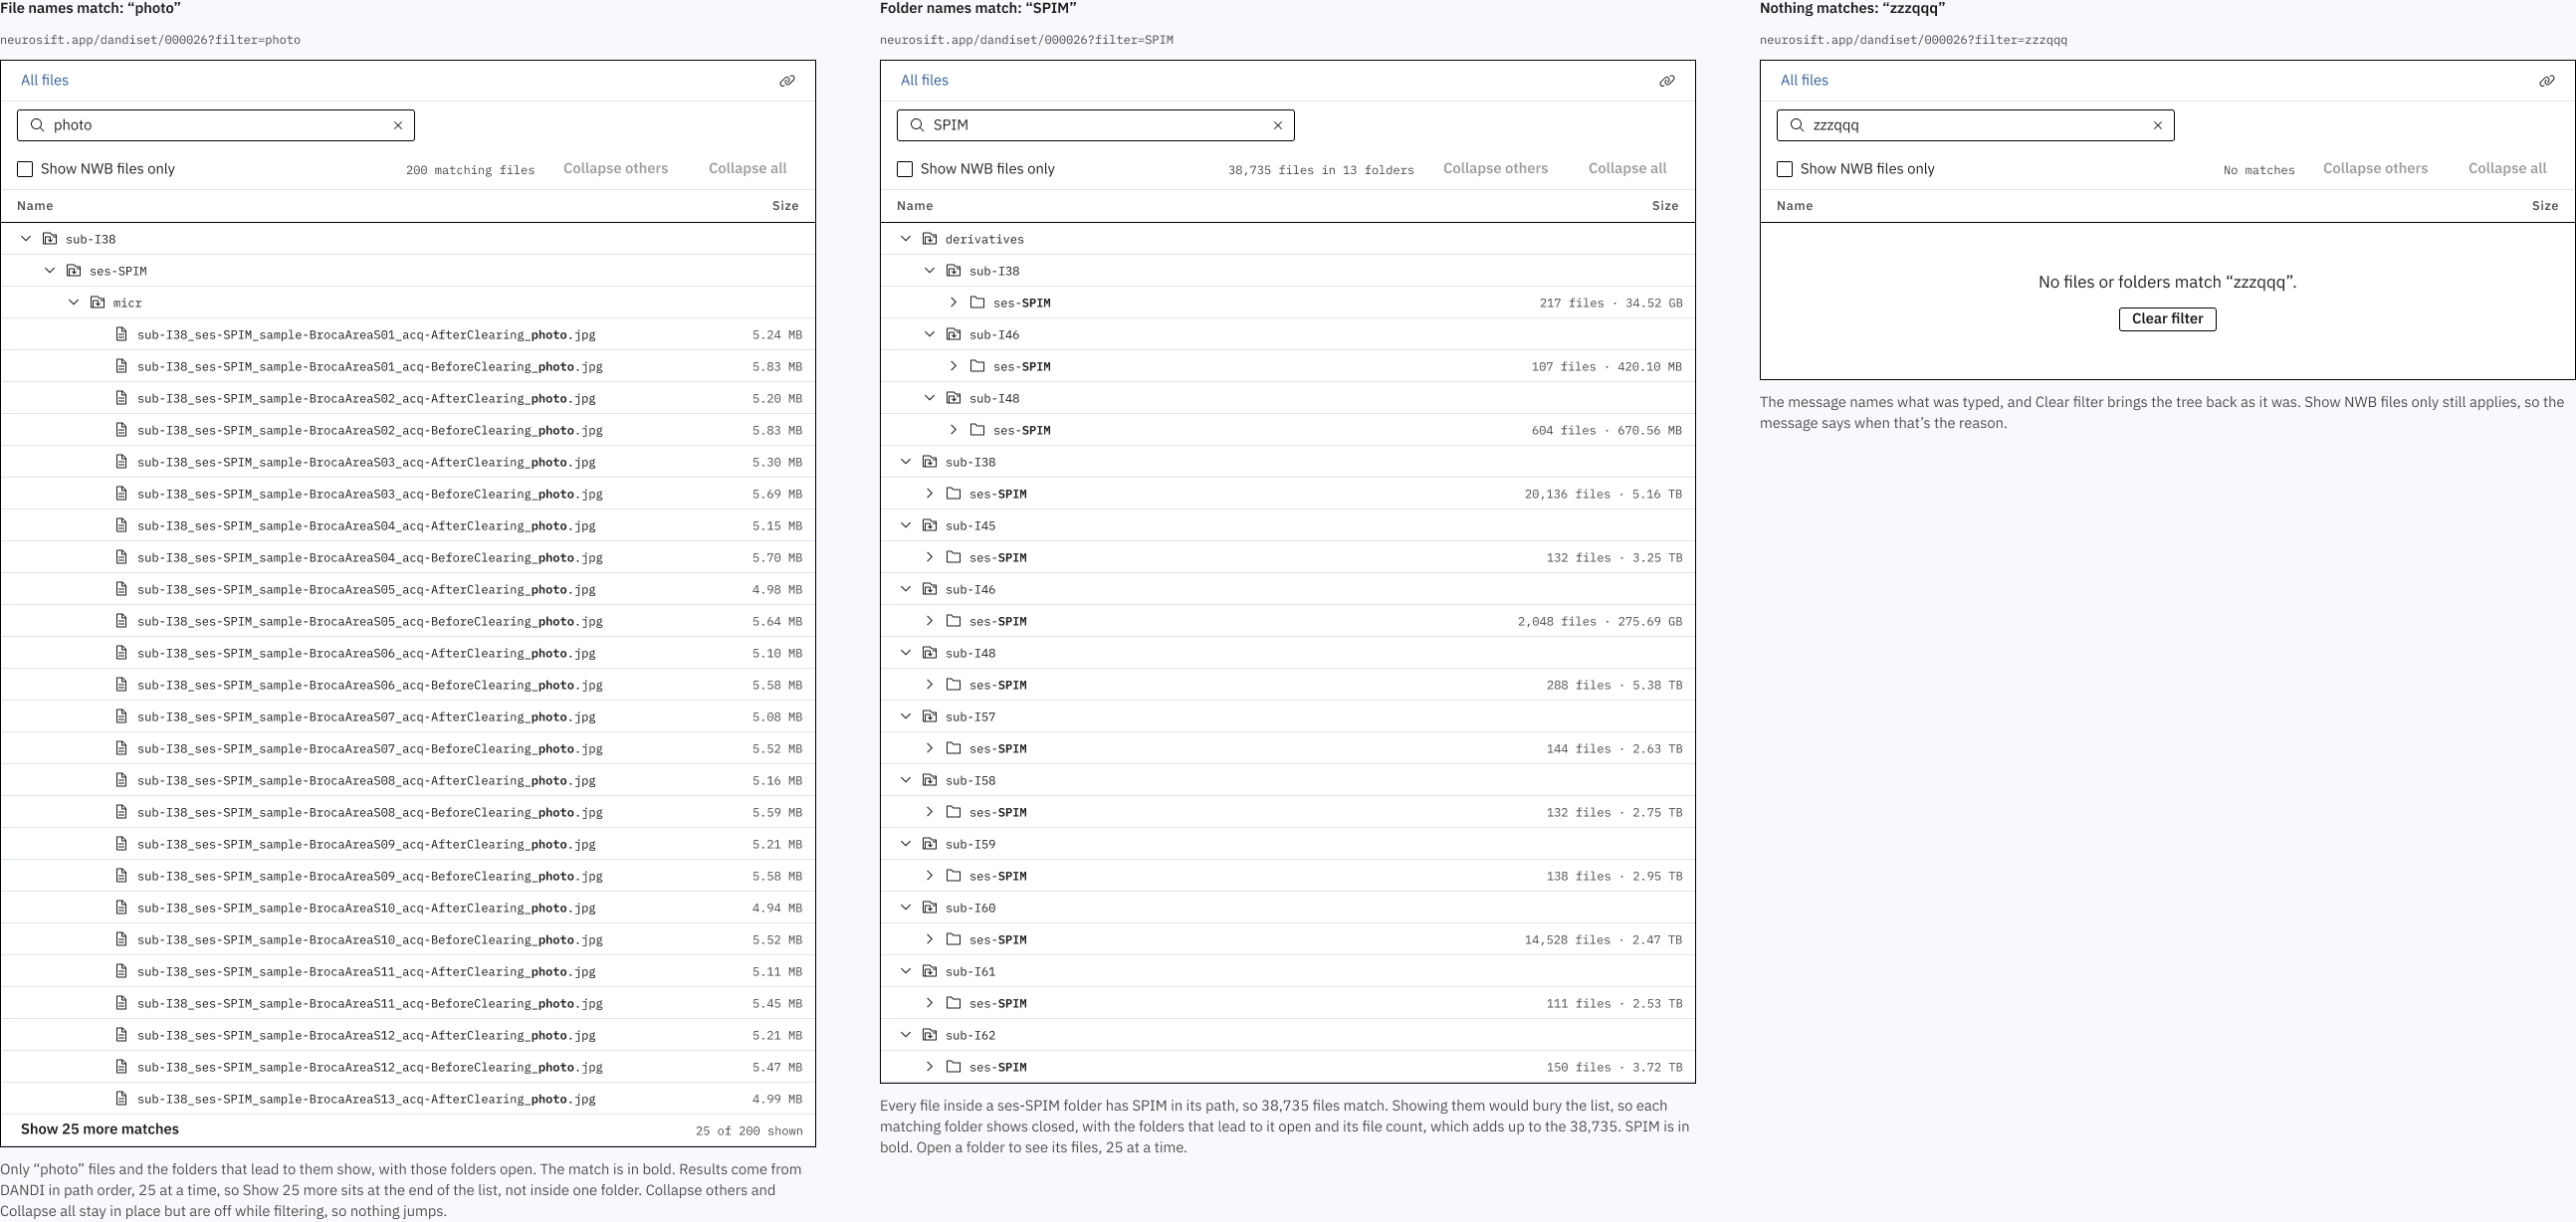 File names match: “photo”
neurosift.app/dandiset/000026?filter=photo
All files
photo
Show NWB files only
200 matching files
Collapse others
Collapse all
Name
Size
sub-I38
ses-SPIM
micr
sub-I38_ses-SPIM_sample-BrocaAreaS01_acq-AfterClearing_photo.jpg 5.24 MB
sub-I38_ses-SPIM_sample-BrocaAreaS01_acq-BeforeClearing_photo.jpg 5.83 MB
sub-I38_ses-SPIM_sample-BrocaAreaS02_acq-AfterClearing_photo.jpg 5.20 MB
sub-I38_ses-SPIM_sample-BrocaAreaS02_acq-BeforeClearing_photo.jpg 5.83 MB
sub-I38_ses-SPIM_sample-BrocaAreaS03_acq-AfterClearing_photo.jpg 5.30 MB
sub-I38_ses-SPIM_sample-BrocaAreaS03_acq-BeforeClearing_photo.jpg 5.69 MB
sub-I38_ses-SPIM_sample-BrocaAreaS04_acq-AfterClearing_photo.jpg 5.15 MB
sub-I38_ses-SPIM_sample-BrocaAreaS04_acq-BeforeClearing_photo.jpg 5.70 MB
sub-I38_ses-SPIM_sample-BrocaAreaS05_acq-AfterClearing_photo.jpg 4.98 MB
sub-I38_ses-SPIM_sample-BrocaAreaS05_acq-BeforeClearing_photo.jpg 5.64 MB
sub-I38_ses-SPIM_sample-BrocaAreaS06_acq-AfterClearing_photo.jpg 5.10 MB
sub-I38_ses-SPIM_sample-BrocaAreaS06_acq-BeforeClearing_photo.jpg 5.58 MB
sub-I38_ses-SPIM_sample-BrocaAreaS07_acq-AfterClearing_photo.jpg 5.08 MB
sub-I38_ses-SPIM_sample-BrocaAreaS07_acq-BeforeClearing_photo.jpg 5.52 MB
sub-I38_ses-SPIM_sample-BrocaAreaS08_acq-AfterClearing_photo.jpg 5.16 MB
sub-I38_ses-SPIM_sample-BrocaAreaS08_acq-BeforeClearing_photo.jpg 5.59 MB
sub-I38_ses-SPIM_sample-BrocaAreaS09_acq-AfterClearing_photo.jpg 5.21 MB
sub-I38_ses-SPIM_sample-BrocaAreaS09_acq-BeforeClearing_photo.jpg 5.58 MB
sub-I38_ses-SPIM_sample-BrocaAreaS10_acq-AfterClearing_photo.jpg 4.94 MB
sub-I38_ses-SPIM_sample-BrocaAreaS10_acq-BeforeClearing_photo.jpg 5.52 MB
sub-I38_ses-SPIM_sample-BrocaAreaS11_acq-AfterClearing_photo.jpg 5.11 MB
sub-I38_ses-SPIM_sample-BrocaAreaS11_acq-BeforeClearing_photo.jpg 5.45 MB
sub-I38_ses-SPIM_sample-BrocaAreaS12_acq-AfterClearing_photo.jpg 5.21 MB
sub-I38_ses-SPIM_sample-BrocaAreaS12_acq-BeforeClearing_photo.jpg 5.47 MB
sub-I38_ses-SPIM_sample-BrocaAreaS13_acq-AfterClearing_photo.jpg 4.99 MB
Show 25 more matches
25 of 200 shown
Only “photo” files and the folders that lead to them show, with those folders open. The match is in bold. Results come from
DANDI in path order, 25 at a time, so Show 25 more sits at the end of the list, not inside one folder. Collapse others and
Collapse all stay in place but are off while filtering, so nothing jumps.
Folder names match: “SPIM”
neurosift.app/dandiset/000026?filter=SPIM
All files
SPIM
Show NWB files only
38,735 files in 13 folders
Collapse others
Collapse all
Name
Size
derivatives
sub-I38
ses-SPIM 217 files · 34.52 GB
sub-I46
ses-SPIM 107 files · 420.10 MB
sub-I48
ses-SPIM 604 files · 670.56 MB
sub-I38
ses-SPIM 20,136 files · 5.16 TB
sub-I45
ses-SPIM 132 files · 3.25 TB
sub-I46
ses-SPIM 2,048 files · 275.69 GB
sub-I48
ses-SPIM 288 files · 5.38 TB
sub-I57
ses-SPIM 144 files · 2.63 TB
sub-I58
ses-SPIM 132 files · 2.75 TB
sub-I59
ses-SPIM 138 files · 2.95 TB
sub-I60
ses-SPIM 14,528 files · 2.47 TB
sub-I61
ses-SPIM 111 files · 2.53 TB
sub-I62
ses-SPIM 150 files · 3.72 TB
Every file inside a ses-SPIM folder has SPIM in its path, so 38,735 files match. Showing them would bury the list, so each
matching folder shows closed, with the folders that lead to it open and its file count, which adds up to the 38,735. SPIM is in
bold. Open a folder to see its files, 25 at a time.
Nothing matches: “zzzqqq”
neurosift.app/dandiset/000026?filter=zzzqqq
All files
zzzqqq
Show NWB files only
No matches
Collapse others
Collapse all
Name
Size
No files or folders match “zzzqqq”.
Clear filter
The message names what was typed, and Clear filter brings the tree back as it was. Show NWB files only still applies, so the
message says when that’s the reason.